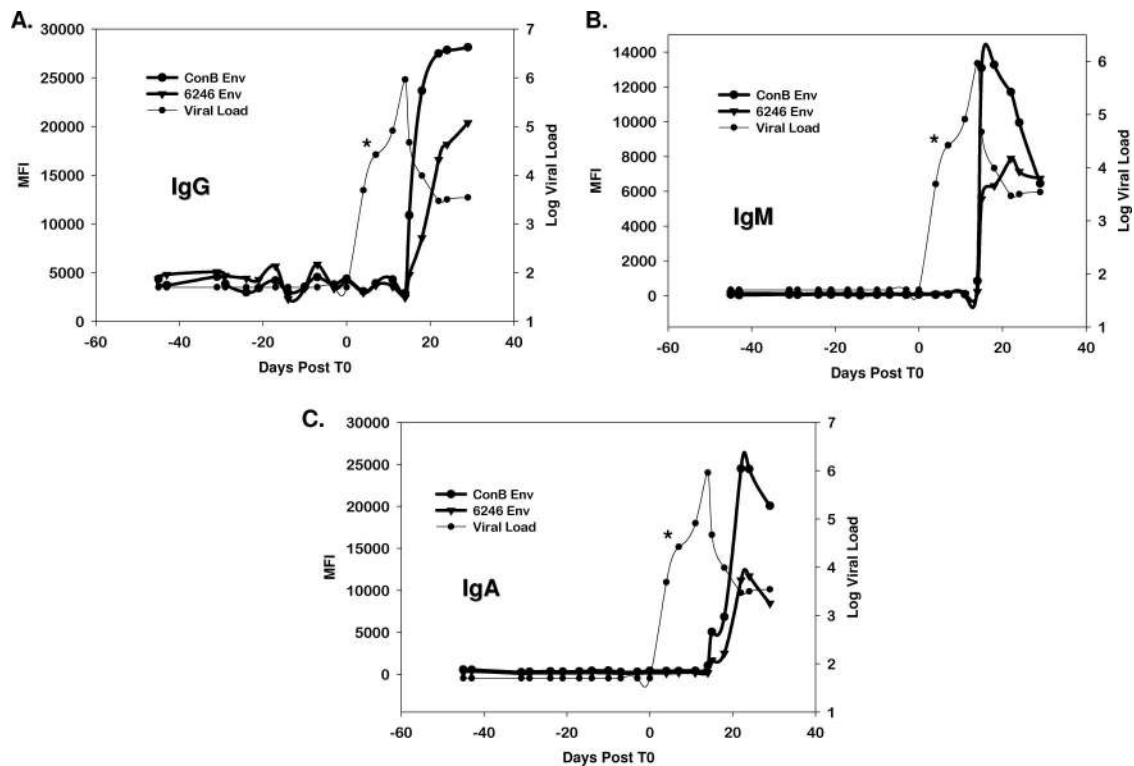 A.
30000
25000
20000
15000
10000
5000
0
MFI
7
6
5
4
3
2
1
Log Viral Load
ConB Env
6246 Env
Viral Load
*
IgG
-60 -40 -20 0 20 40
Days Post T0
B.
14000
12000
10000
8000
6000
4000
2000
0
MFI
6
5
4
3
2
1
Log Viral Load
ConB Env
6246 Env
Viral Load
*
IgM
-60 -40 -20 0 20 40
Days Post T0
C.
30000
25000
20000
15000
10000
5000
0
MFI
7
6
5
4
3
2
1
Log Viral Load
ConB Env
6246 Env
Viral Load
*
IgA
-60 -40 -20 0 20 40
Days Post T0